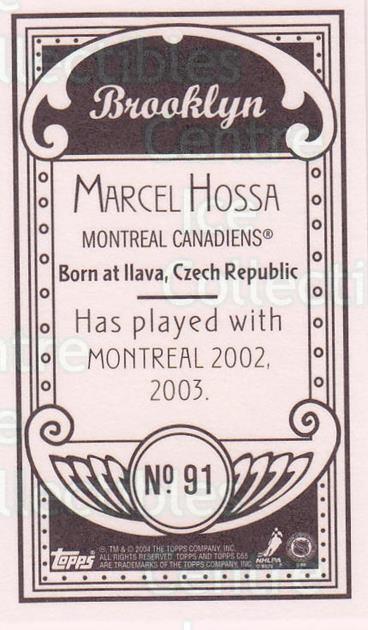 Brooklyn
MARCEL HOSSA
MONTREAL CANADIENS®
Born at Ilava, Czech Republic
Has played with
MONTREAL 2002,
2003.
Nº 91
®, TM & © 2004 THE TOPPS COMPANY, INC.
ALL RIGHTS RESERVED. TOPPS AND TOPPS C55
ARE TRADEMARKS OF THE TOPPS COMPANY, INC.
topps
NHLPA